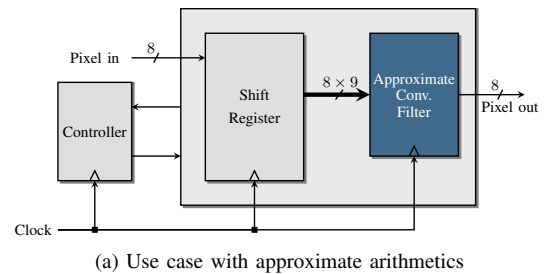 8
Pixel in
Shift
Register
8 × 9
Approximate
Conv.
Filter
8
Pixel out
Controller
Clock
(a) Use case with approximate arithmetics